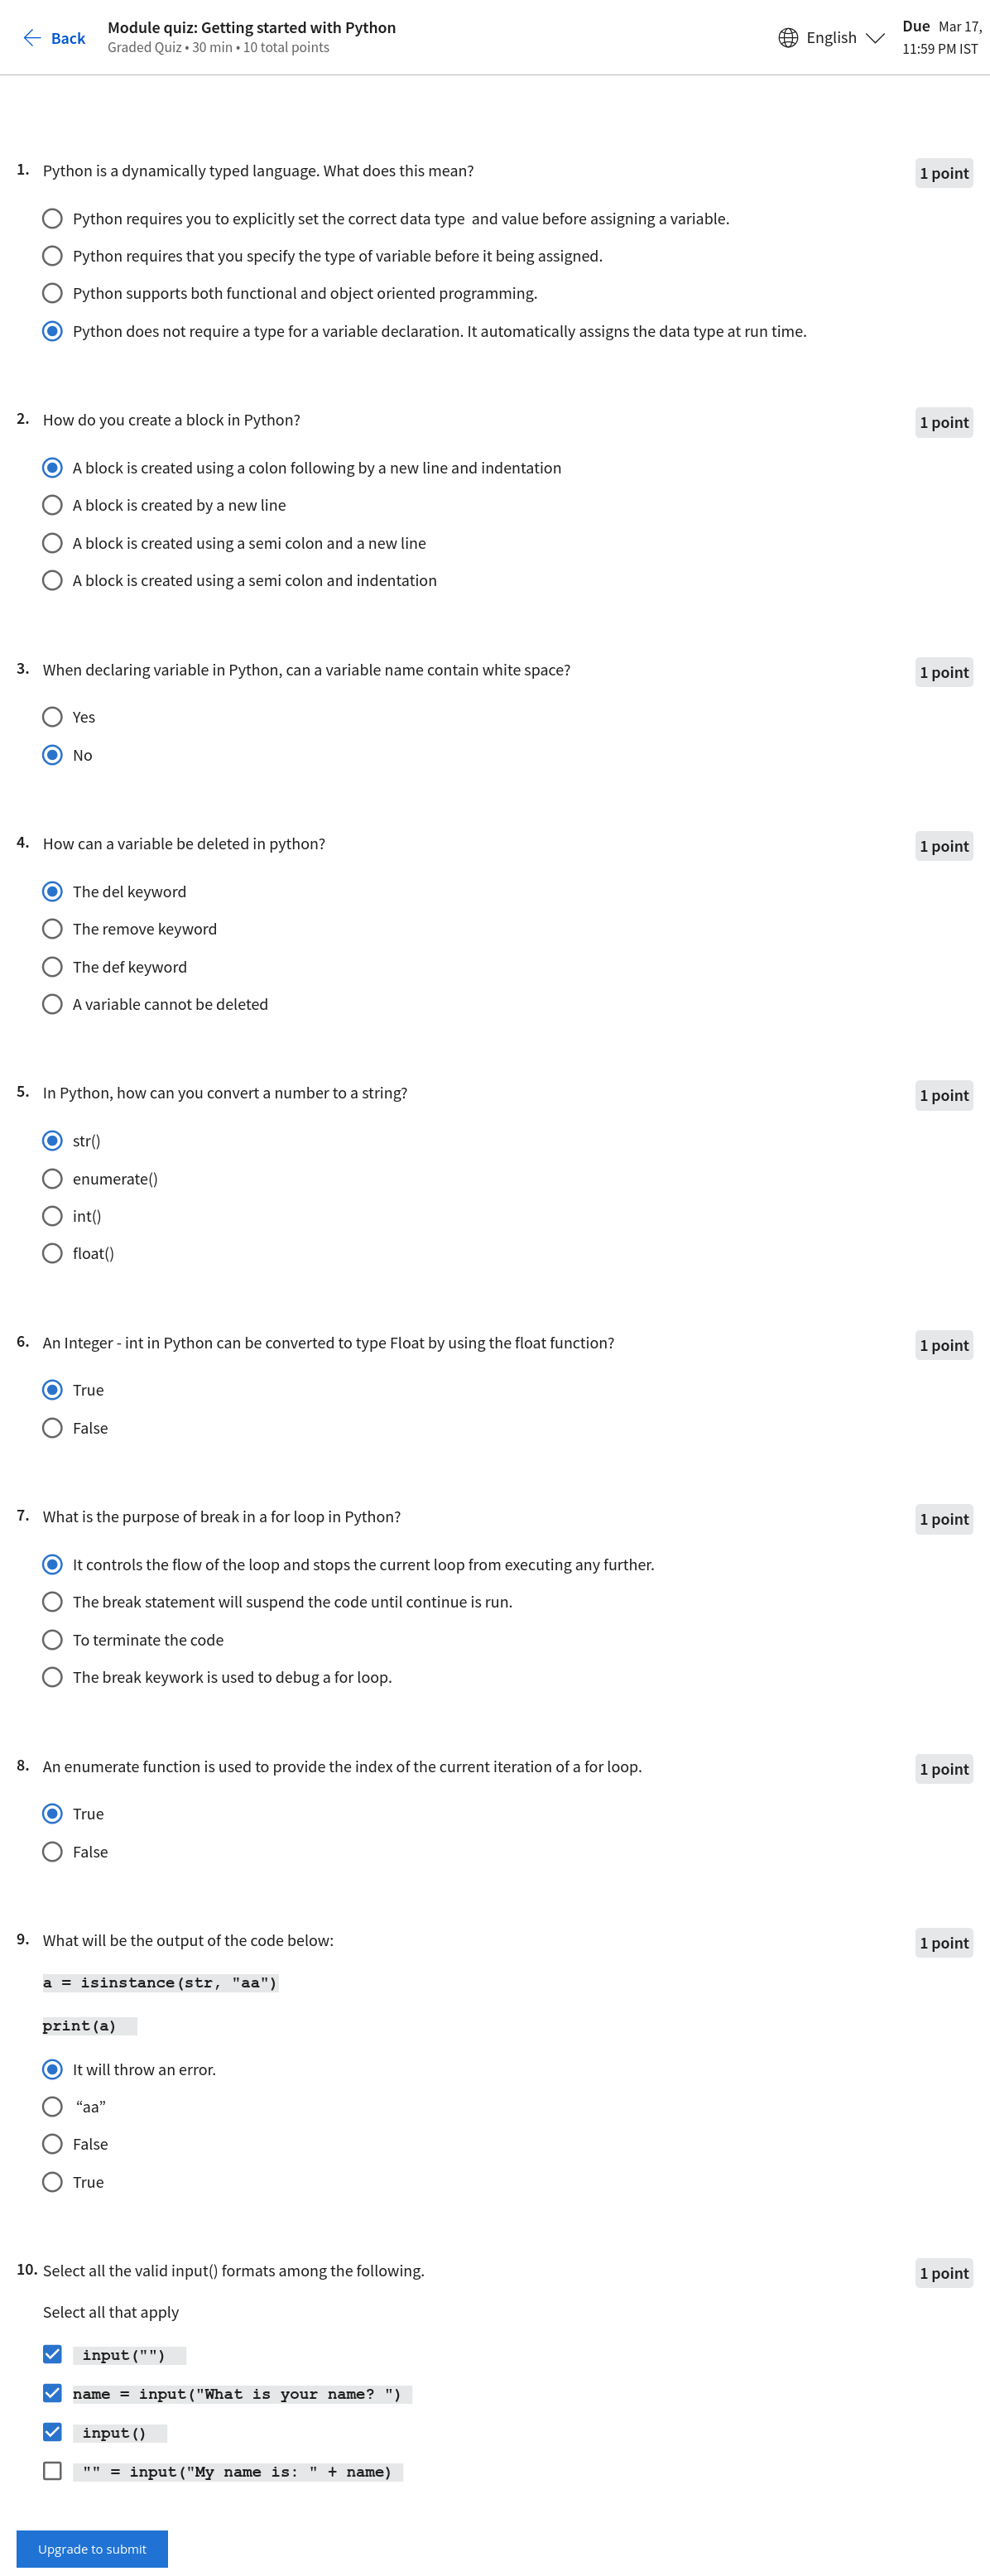 Back
Module quiz: Getting started with Python
Graded Quiz • 30 min • 10 total points
English
Due Mar 17,
11:59 PM IST
1. Python is a dynamically typed language. What does this mean?
1 point
Python requires you to explicitly set the correct data type  and value before assigning a variable.
Python requires that you specify the type of variable before it being assigned.
Python supports both functional and object oriented programming.
Python does not require a type for a variable declaration. It automatically assigns the data type at run time.
2. How do you create a block in Python?
1 point
A block is created using a colon following by a new line and indentation
A block is created by a new line
A block is created using a semi colon and a new line
A block is created using a semi colon and indentation
3. When declaring variable in Python, can a variable name contain white space?
1 point
Yes
No
4. How can a variable be deleted in python?
1 point
The del keyword
The remove keyword
The def keyword
A variable cannot be deleted
5. In Python, how can you convert a number to a string?
1 point
str()
enumerate()
int()
float()
6. An Integer - int in Python can be converted to type Float by using the float function?
1 point
True
False
7. What is the purpose of break in a for loop in Python?
1 point
It controls the flow of the loop and stops the current loop from executing any further.
The break statement will suspend the code until continue is run.
To terminate the code
The break keywork is used to debug a for loop.
8. An enumerate function is used to provide the index of the current iteration of a for loop.
1 point
True
False
9. What will be the output of the code below:
1 point
a = isinstance(str, "aa")
print(a)
It will throw an error.
“aa”
False
True
10. Select all the valid input() formats among the following.
1 point
Select all that apply
input("")
name = input("What is your name? ")
input()
"" = input("My name is: " + name)
Upgrade to submit